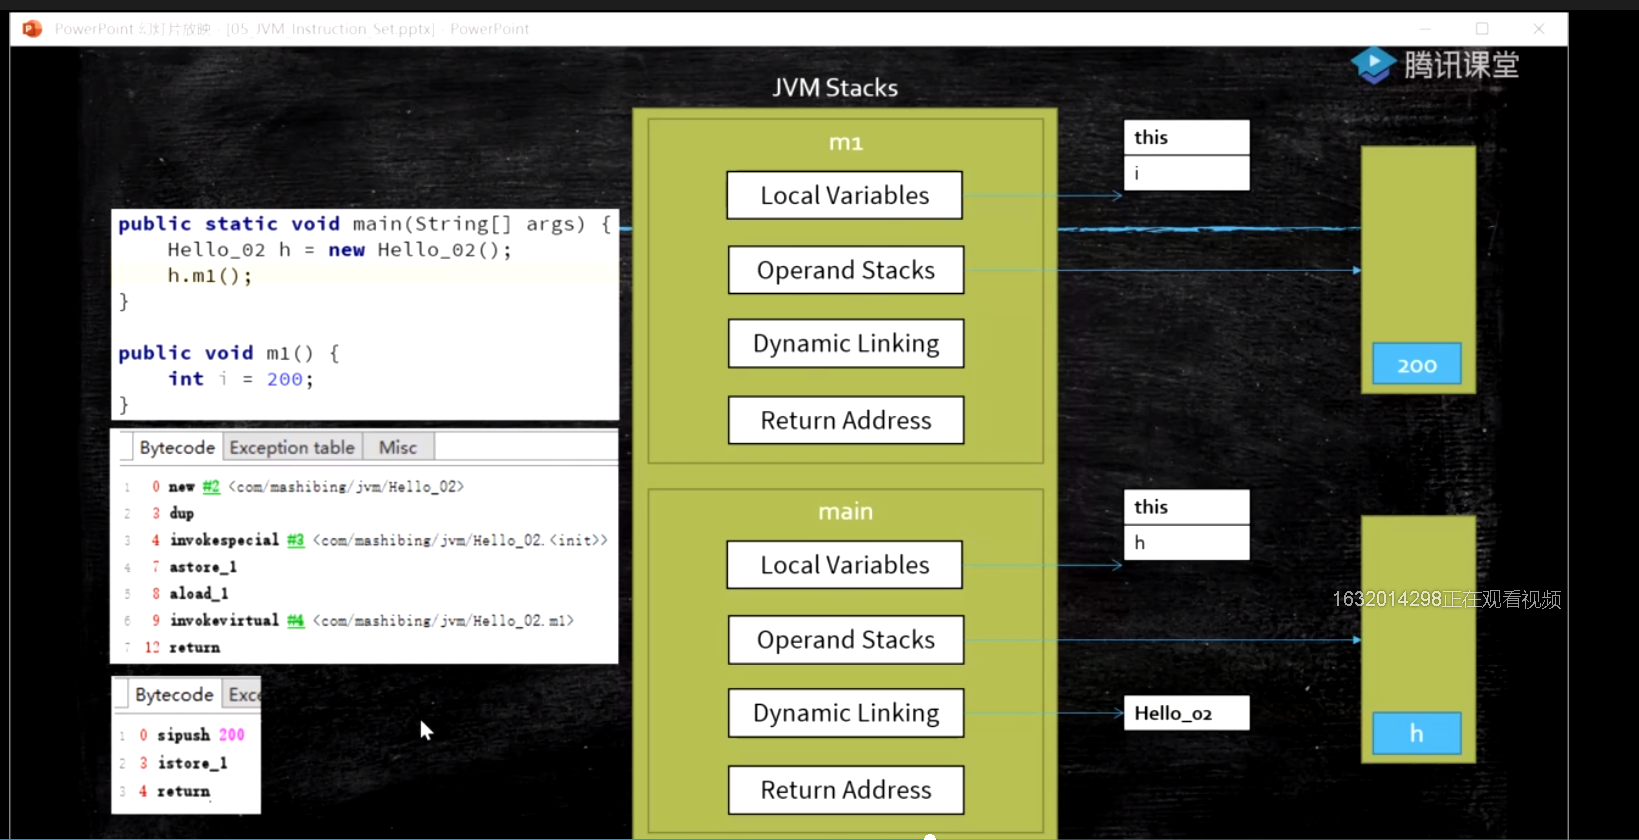 PowerPoint 幻灯片放映 - [05_JVM_Instruction_Set.pptx] - PowerPoint
腾讯课堂
JVM Stacks
m1
Local Variables
Operand Stacks
Dynamic Linking
Return Address
this
i
200
public static void main(String[] args) {
Hello_02 h = new Hello_02();
h.m1();
}
public void m1() {
int i = 200;
}
Bytecode Exception table Misc
1 0 new #2 <com/mashibing/jvm/Hello_02>
2 3 dup
3 4 invokespecial #3 <com/mashibing/jvm/Hello_02.<init>>
4 7 astore_1
5 8 aload_1
6 9 invokevirtual #4 <com/mashibing/jvm/Hello_02.m1>
7 12 return
Bytecode Exce
1 0 sipush 200
2 3 istore_1
3 4 return
main
Local Variables
Operand Stacks
Dynamic Linking
Return Address
this
h
Hello_02
1632014298正在观看视频
h